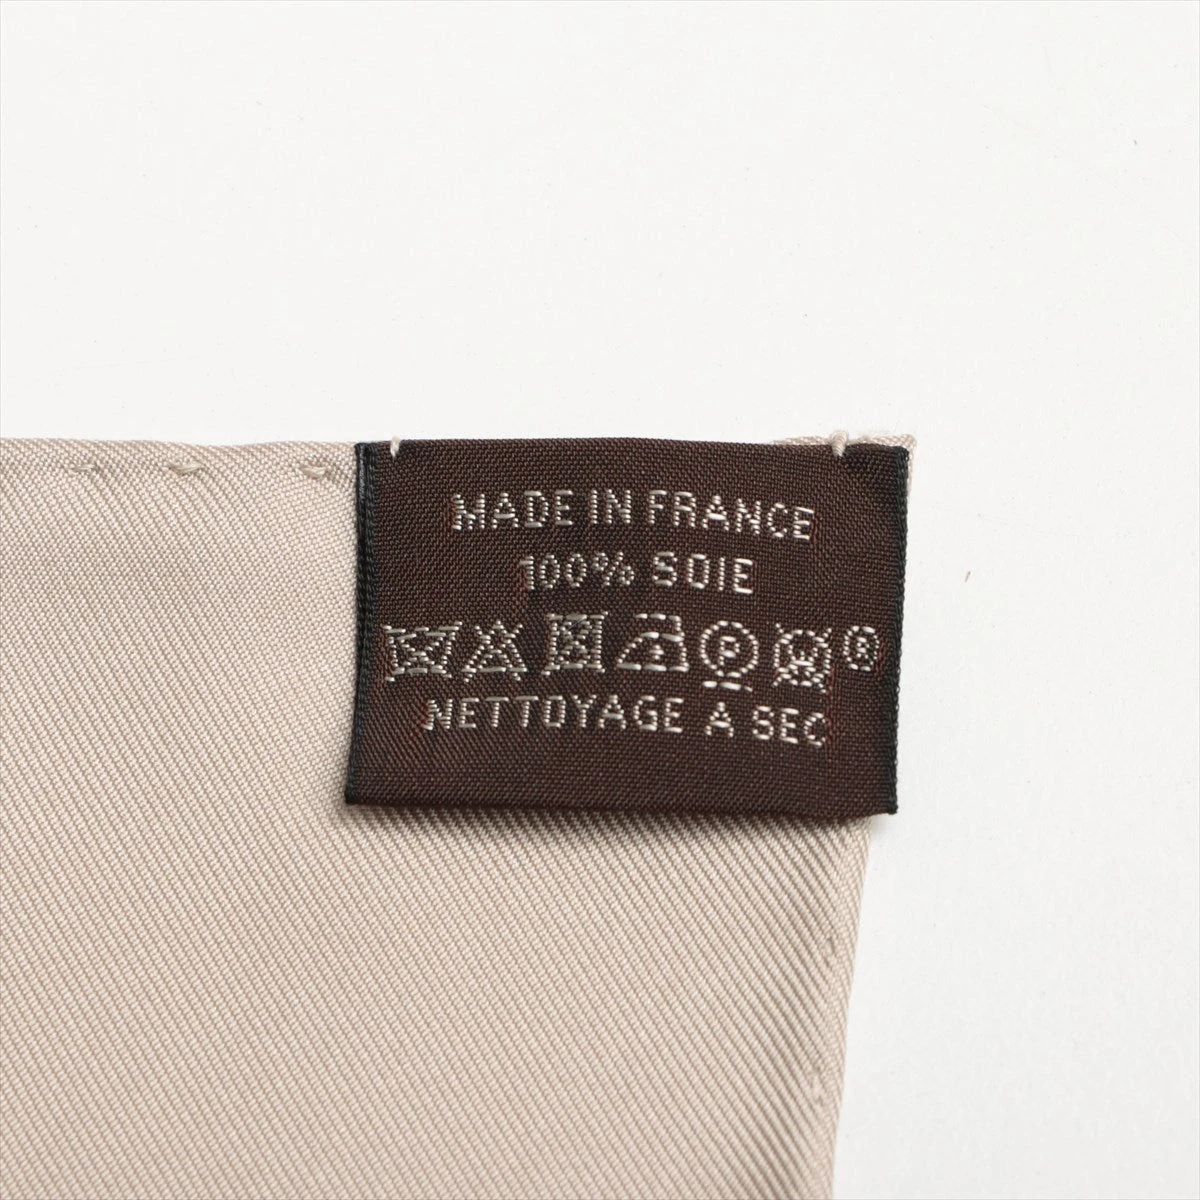 MADE IN FRANCE
100% SOIE
P ®
NETTOYAGE A SEC